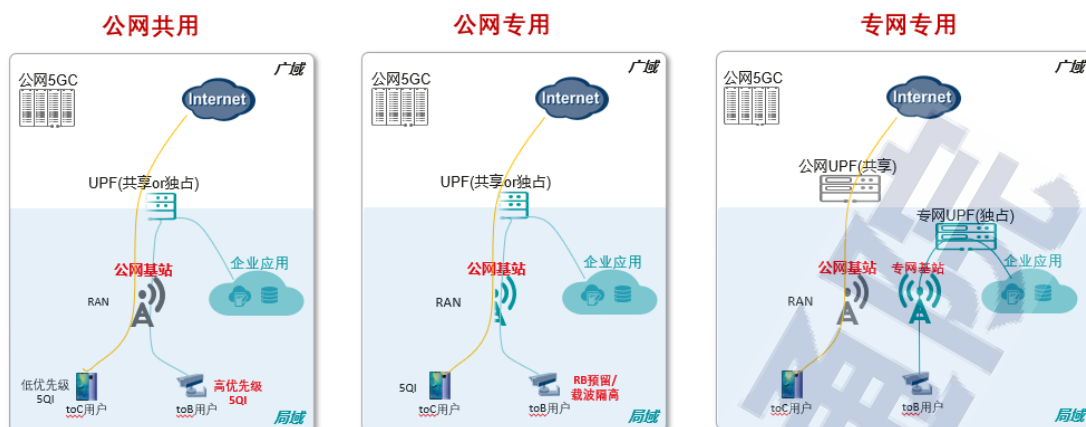 公网共用
广域
公网5GC
Internet
UPF(共享or独占)
公网基站
企业应用
RAN
低优先级
5QI
toC用户
高优先级
5QI
toB用户
局域
公网专用
广域
公网5GC
Internet
UPF(共享or独占)
公网基站
企业应用
RAN
5QI
toC用户
RB预留/
载波隔离
toB用户
局域
专网专用
广域
公网5GC
Internet
公网UPF(共享)
专网UPF(独占)
公网基站
专网基站
企业应用
RAN
toC用户
toB用户
局域